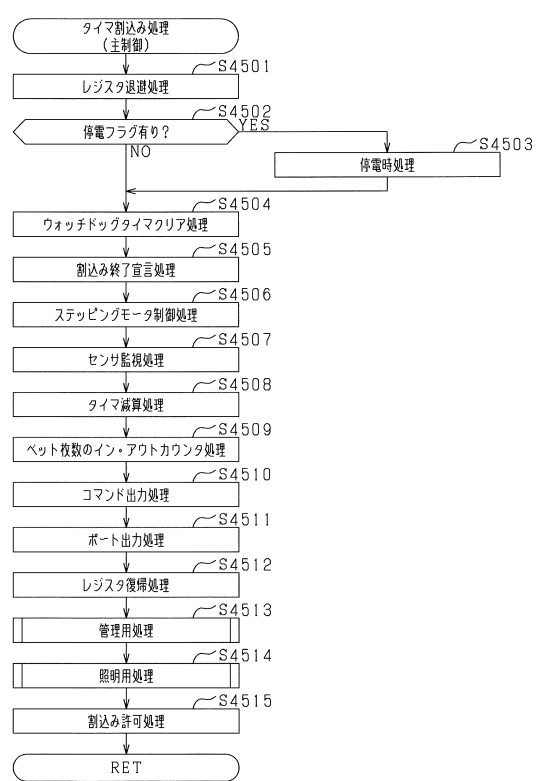 タイマ割込み処理
(主制御)
S4501
レジスタ退避処理
S4502
停電フラグ有り?
YES
NO
S4503
停電時処理
S4504
ウォッチドッグタイマクリア処理
S4505
割込み終了宣言処理
S4506
ステッピングモータ制御処理
S4507
センサ監視処理
S4508
タイマ減算処理
S4509
ベット枚数のイン・アウトカウンタ処理
S4510
コマンド出力処理
S4511
ポート出力処理
S4512
レジスタ復帰処理
S4513
管理用処理
S4514
照明用処理
S4515
割込み許可処理
RET